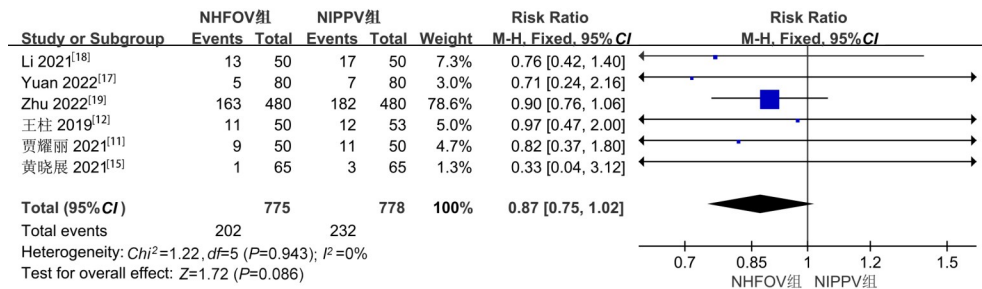 NHFOV组 NIPPV组 Risk Ratio Risk Ratio
Study or Subgroup Events Total Events Total Weight M-H, Fixed, 95%CI M-H, Fixed, 95%CI
Li 2021[18] 13 50 17 50 7.3% 0.76 [0.42, 1.40]
Yuan 2022[17] 5 80 7 80 3.0% 0.71 [0.24, 2.16]
Zhu 2022[19] 163 480 182 480 78.6% 0.90 [0.76, 1.06]
王柱 2019[12] 11 50 12 53 5.0% 0.97 [0.47, 2.00]
贾耀丽 2021[11] 9 50 11 50 4.7% 0.82 [0.37, 1.80]
黄晓展 2021[15] 1 65 3 65 1.3% 0.33 [0.04, 3.12]
Total (95%CI) 775 778 100% 0.87 [0.75, 1.02]
Total events 202 232
Heterogeneity: Chi²=1.22, df=5 (P=0.943); I²=0%
Test for overall effect: Z=1.72 (P=0.086)
0.7 0.85 1 1.2 1.5
NHFOV组 NIPPV组